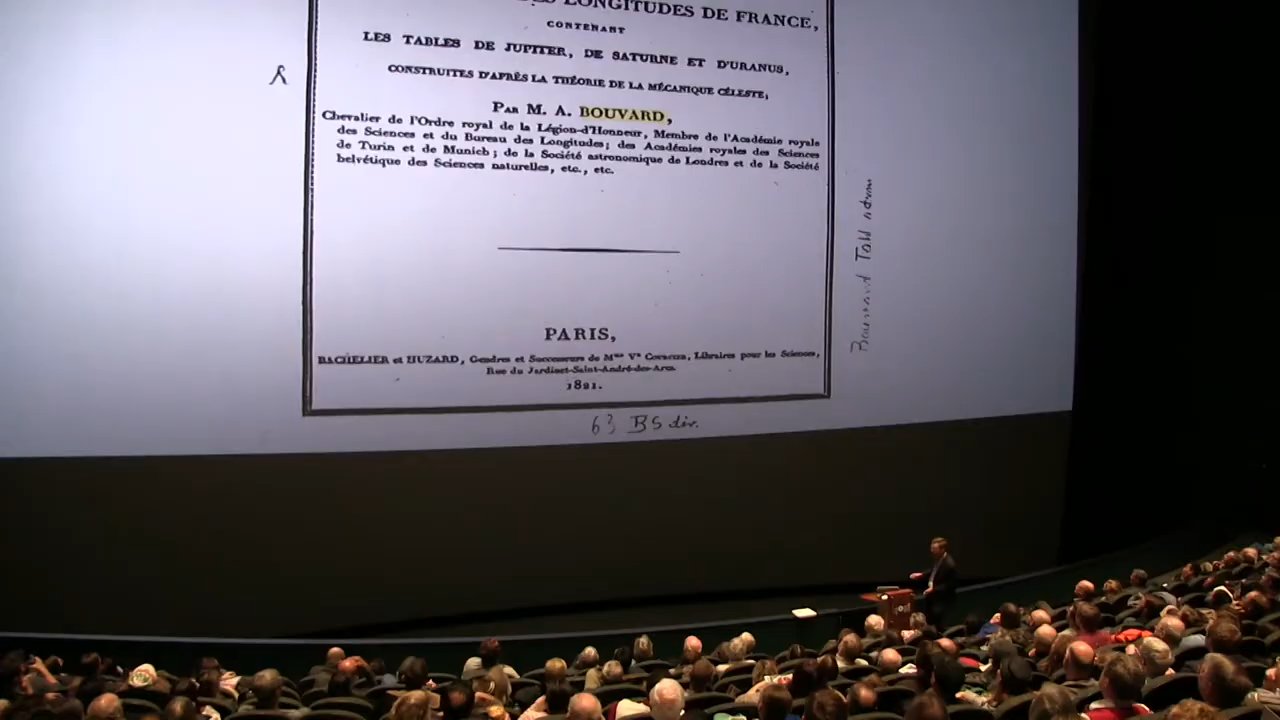 DES LONGITUDES DE FRANCE,
CONTENANT
LES TABLES DE JUPITER, DE SATURNE ET D'URANUS,
CONSTRUITES D'APRÈS LA THÉORIE DE LA MÉCANIQUE CÉLESTE;
PAR M. A. BOUVARD,
Chevalier de l'Ordre royal de la Légion-d'Honneur, Membre de l'Académie royale
des Sciences et du Bureau des Longitudes; des Académies royales des Sciences
de Turin et de Munich; de la Société astronomique de Londres et de la Société
helvétique des Sciences naturelles, etc., etc.
PARIS,
BACHELIER et HUZARD, Gendres et Successeurs de Mme Ve Courcier, Libraires pour les Sciences,
Rue du Jardinet-Saint-André-des-Arcs.
1821.
63 BS div.
Bouvard